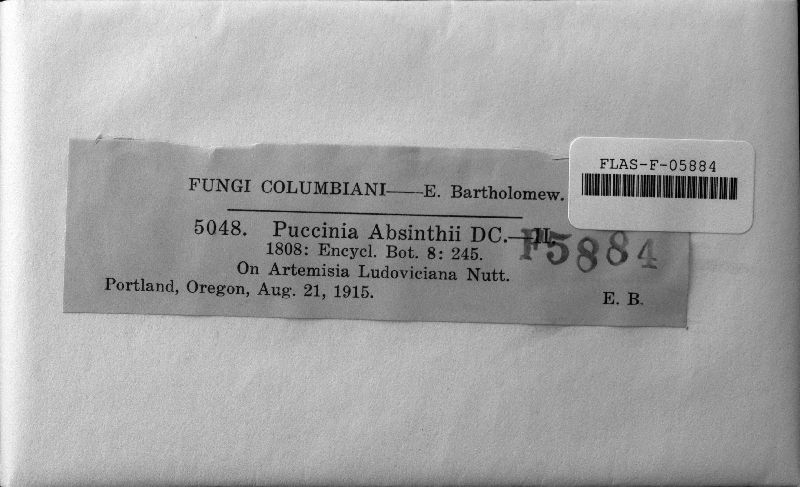 FLAS-F-05884
FUNGI COLUMBIANI——E. Bartholomew.
5048. Puccinia Absinthii DC.—II.
F5884
1808: Encycl. Bot. 8: 245.
On Artemisia Ludoviciana Nutt.
Portland, Oregon, Aug. 21, 1915.
E. B.